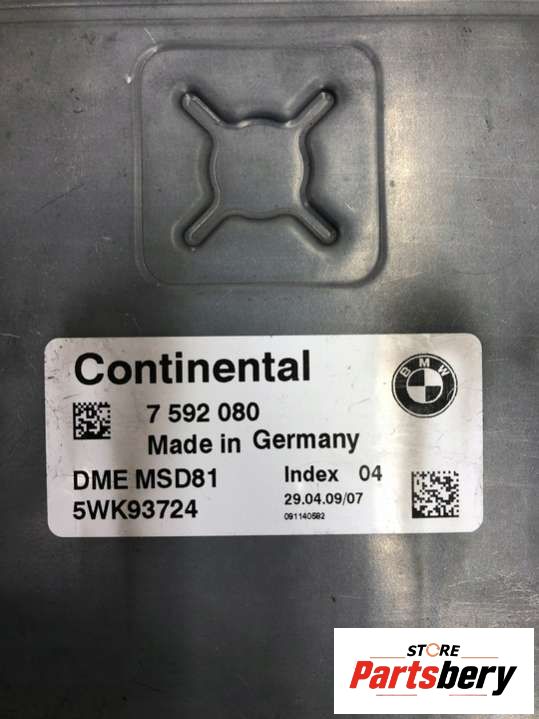 Continental
BMW
7 592 080
Made in Germany
DME MSD81 Index 04
5WK93724 29.04.09/07
091140582
STORE
Partsbery